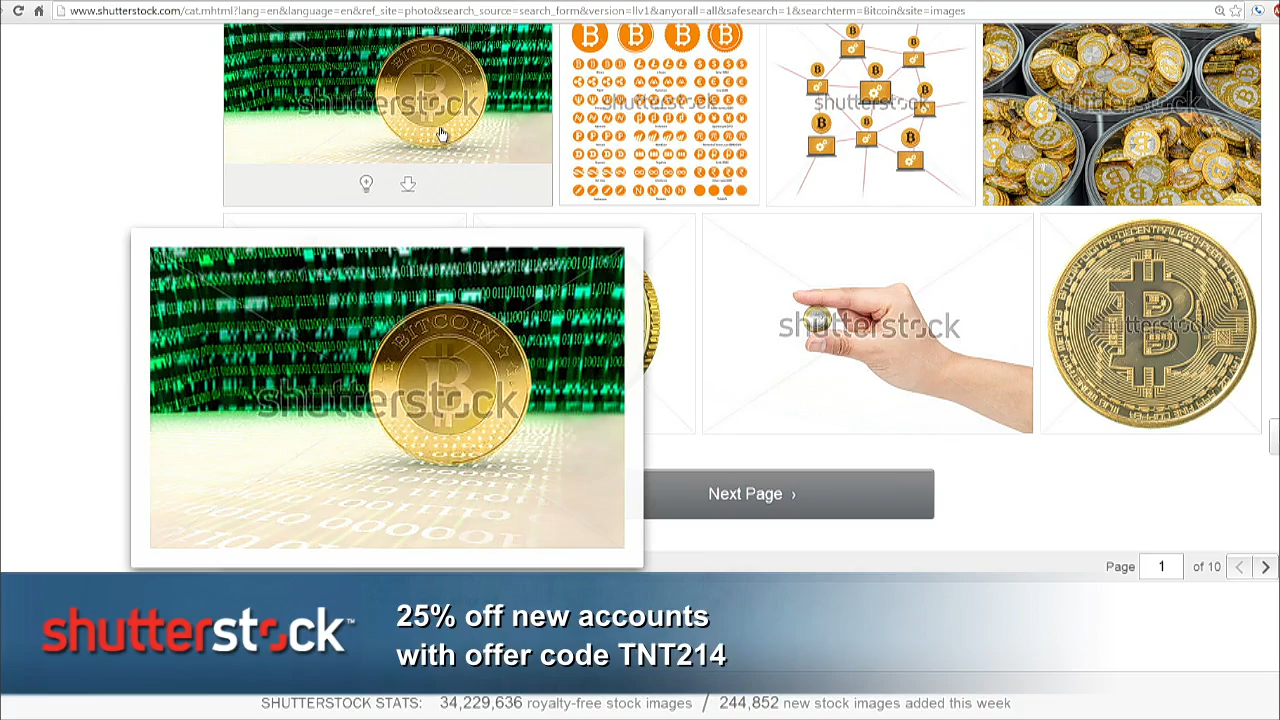 www.shutterstock.com/cat.mhtml?lang=en&language=en&ref_site=photo&search_source=search_form&version=llv1&anyorall=all&safesearch=1&searchterm=Bitcoin&site=images
BITCOIN
shutterstock
shutterstock
shutterstock
shutterstock
BITCOIN
shutterstock
shutterstock
shutterstock
Next Page ›
Page 1 of 10
shutterstock™
25% off new accounts
with offer code TNT214
SHUTTERSTOCK STATS: 34,229,636 royalty-free stock images / 244,852 new stock images added this week